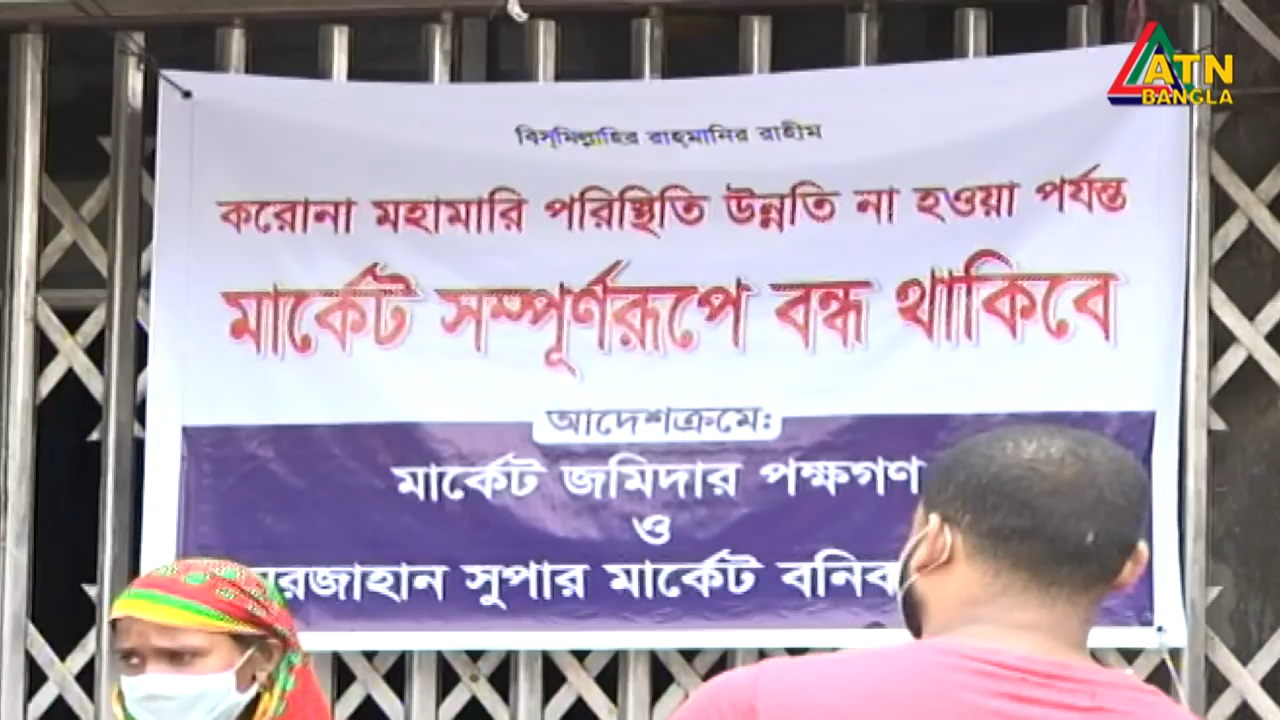 ATN
BANGLA
বিস্‌মিল্লাহির রাহমানির রাহীম
করোনা মহামারি পরিস্থিতি উন্নতি না হওয়া পর্যন্ত
মার্কেট সম্পূর্ণরূপে বন্ধ থাকিবে
আদেশক্রমে:
মার্কেট জমিদার পক্ষগণ
ও
সুপার মার্কেট